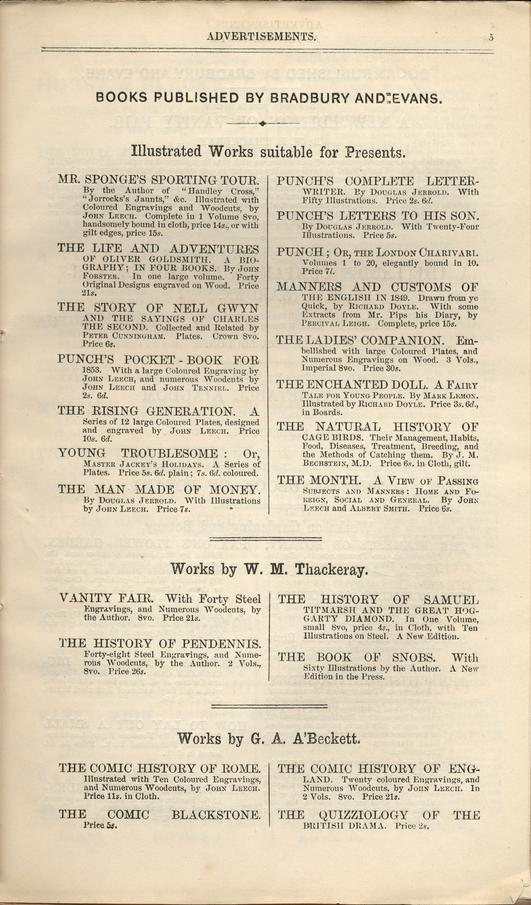 ADVERTISEMENTS.
5
BOOKS PUBLISHED BY BRADBURY AND EVANS.
Illustrated Works suitable for Presents.
MR. SPONGE'S SPORTING TOUR.
By the Author of "Handley Cross,"
"Jorrocks's Jaunts," &c. Illustrated with
Coloured Engravings and Woodcuts, by
JOHN LEECH. Complete in 1 Volume 8vo,
handsomely bound in cloth, price 14s., or with
gilt edges, price 15s.
THE LIFE AND ADVENTURES
OF OLIVER GOLDSMITH. A BIO-
GRAPHY; IN FOUR BOOKS. By JOHN
FORSTER. In one large volume. Forty
Original Designs engraved on Wood. Price
21s.
THE STORY OF NELL GWYN
AND THE SAYINGS OF CHARLES
THE SECOND. Collected and Related by
PETER CUNNINGHAM. Plates. Crown 8vo.
Price 6s.
PUNCH'S POCKET-BOOK FOR
1853. With a large Coloured Engraving by
JOHN LEECH, and numerous Woodcuts by
JOHN LEECH and JOHN TENNIEL. Price
2s. 6d.
THE RISING GENERATION. A
Series of 12 large Coloured Plates, designed
and engraved by JOHN LEECH. Price
10s. 6d.
YOUNG TROUBLESOME: Or,
MASTER JACKEY'S HOLIDAYS. A Series of
Plates. Price 5s. 6d. plain; 7s. 6d. coloured.
THE MAN MADE OF MONEY.
By DOUGLAS JERROLD. With Illustrations
by JOHN LEECH. Price 7s.
PUNCH'S COMPLETE LETTER-
WRITER. By DOUGLAS JERROLD. With
Fifty Illustrations. Price 2s. 6d.
PUNCH'S LETTERS TO HIS SON.
By DOUGLAS JERROLD. With Twenty-Four
Illustrations. Price 5s.
PUNCH; OR, THE LONDON CHARIVARI.
Volumes 1 to 20, elegantly bound in 10.
Price 7l.
MANNERS AND CUSTOMS OF
THE ENGLISH IN 1849. Drawn from ye
Quick, by RICHARD DOYLE. With some
Extracts from Mr. Pips his Diary, by
PERCIVAL LEIGH. Complete, price 15s.
THE LADIES' COMPANION. Em-
bellished with large Coloured Plates, and
Numerous Engravings on Wood. 3 Vols.,
Imperial 8vo. Price 30s.
THE ENCHANTED DOLL. A FAIRY
TALE FOR YOUNG PEOPLE. By MARK LEMON.
Illustrated by RICHARD DOYLE. Price 3s. 6d.,
in Boards.
THE NATURAL HISTORY OF
CAGE BIRDS. Their Management, Habits,
Food, Diseases, Treatment, Breeding, and
the Methods of Catching them. By J. M.
BECHSTEIN, M.D. Price 6s. in Cloth, gilt.
THE MONTH. A VIEW OF PASSING
SUBJECTS AND MANNERS: HOME AND FO-
REIGN, SOCIAL AND GENERAL. By JOHN
LEECH and ALBERT SMITH. Price 6s.
Works by W. M. Thackeray.
VANITY FAIR. With Forty Steel
Engravings, and Numerous Woodcuts, by
the Author. 8vo. Price 21s.
THE HISTORY OF PENDENNIS.
Forty-eight Steel Engravings, and Nume-
rous Woodcuts, by the Author. 2 Vols.,
8vo. Price 26s.
THE HISTORY OF SAMUEL
TITMARSH AND THE GREAT HOG-
GARTY DIAMOND. In One Volume,
small 8vo, price 4s., in Cloth, with Ten
Illustrations on Steel. A New Edition.
THE BOOK OF SNOBS. With
Sixty Illustrations by the Author. A New
Edition in the Press.
Works by G. A. A'Beckett.
THE COMIC HISTORY OF ROME.
Illustrated with Ten Coloured Engravings,
and Numerous Woodcuts, by JOHN LEECH.
Price 11s. in Cloth.
THE COMIC BLACKSTONE.
Price 5s.
THE COMIC HISTORY OF ENG-
LAND. Twenty coloured Engravings, and
Numerous Woodcuts, by JOHN LEECH. In
2 Vols. 8vo. Price 21s.
THE QUIZZIOLOGY OF THE
BRITISH DRAMA. Price 2s.